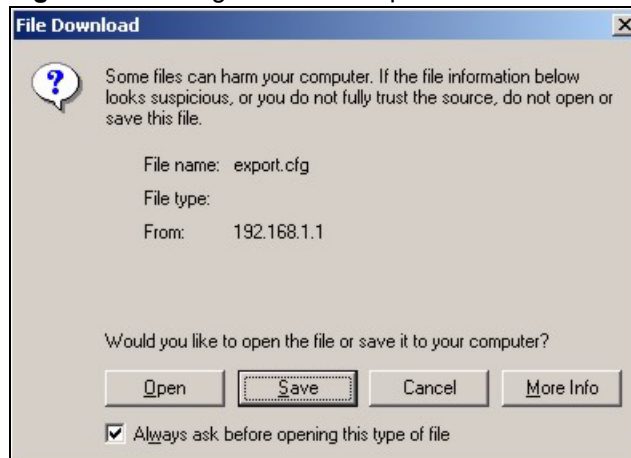 File Download
Some files can harm your computer. If the file information below
looks suspicious, or you do not fully trust the source, do not open or
save this file.
File name: export.cfg
File type:
From: 192.168.1.1
Would you like to open the file or save it to your computer?
Open Save Cancel More Info
Always ask before opening this type of file